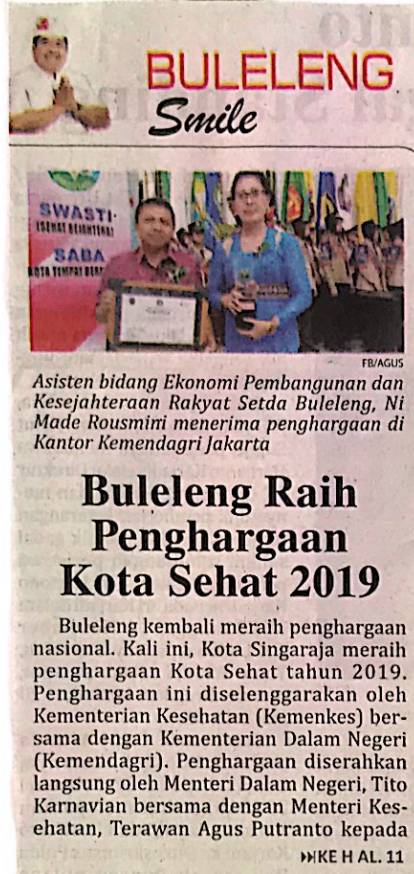 BULELENG
Smile
SWASTI
SABA
FB/AGUS
Asisten bidang Ekonomi Pembangunan dan
Kesejahteraan Rakyat Setda Buleleng, Ni
Made Rousmiri menerima penghargaan di
Kantor Kemendagri Jakarta
Buleleng Raih
Penghargaan
Kota Sehat 2019
Buleleng kembali meraih penghargaan
nasional. Kali ini, Kota Singaraja meraih
penghargaan Kota Sehat tahun 2019.
Penghargaan ini diselenggarakan oleh
Kementerian Kesehatan (Kemenkes) ber-
sama dengan Kementerian Dalam Negeri
(Kemendagri). Penghargaan diserahkan
langsung oleh Menteri Dalam Negeri, Tito
Karnavian bersama dengan Menteri Kes-
ehatan, Terawan Agus Putranto kepada
KE HAL. 11